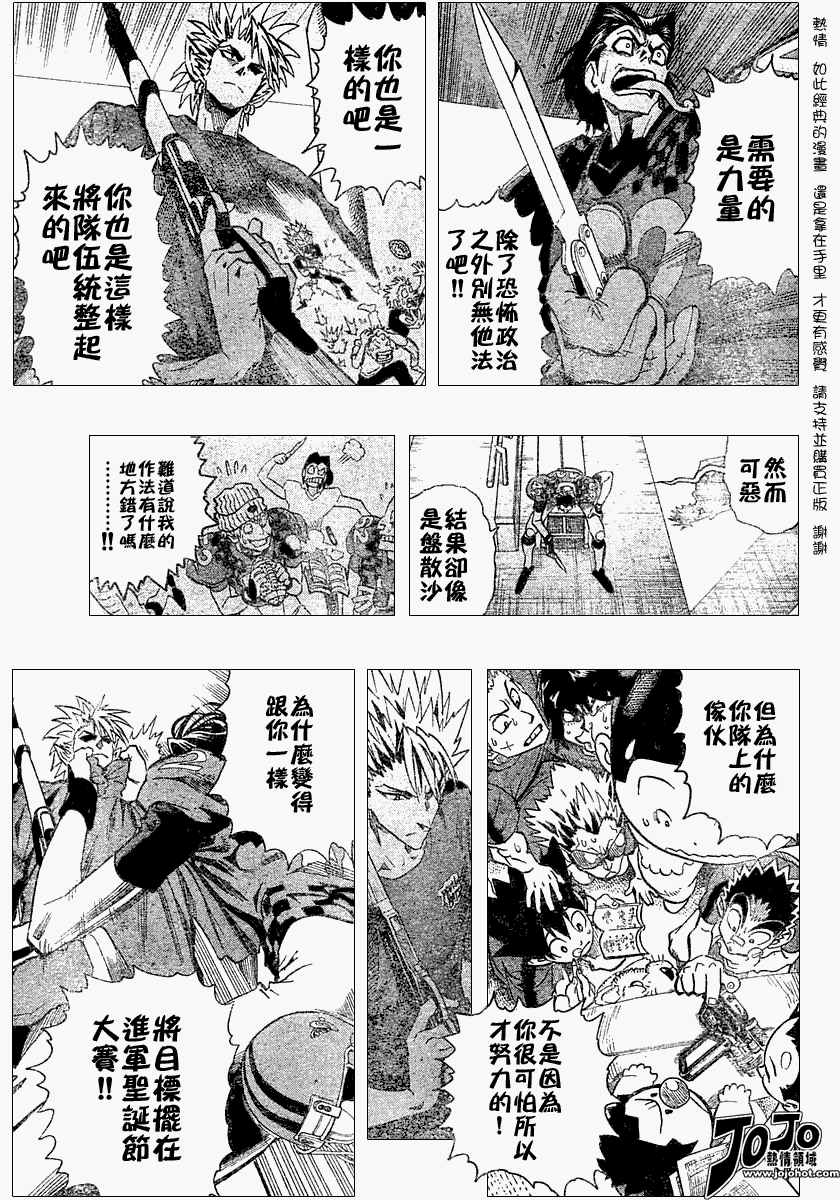 需要的
是力量
除了恐怖政治
之外別無他法
了吧!!
你也是一
樣的吧
你也是這樣
將隊伍統整起
來的吧
然而
可惡
結果卻像
是盤散沙
難道說我的
作法有什麼
地方錯了嗎
…………!!
但為什麼
你隊上的
傢伙
不是因為
你很可怕所以
才努力的!
為什麼變得
跟你一樣
將目標擺在
進軍聖誕節
大賽!!
熱情 如此經典的漫畫 還是拿在手里 才更有感覺 請支持並購買正版 謝謝
JOJO
熱情領域
www.jojohot.com